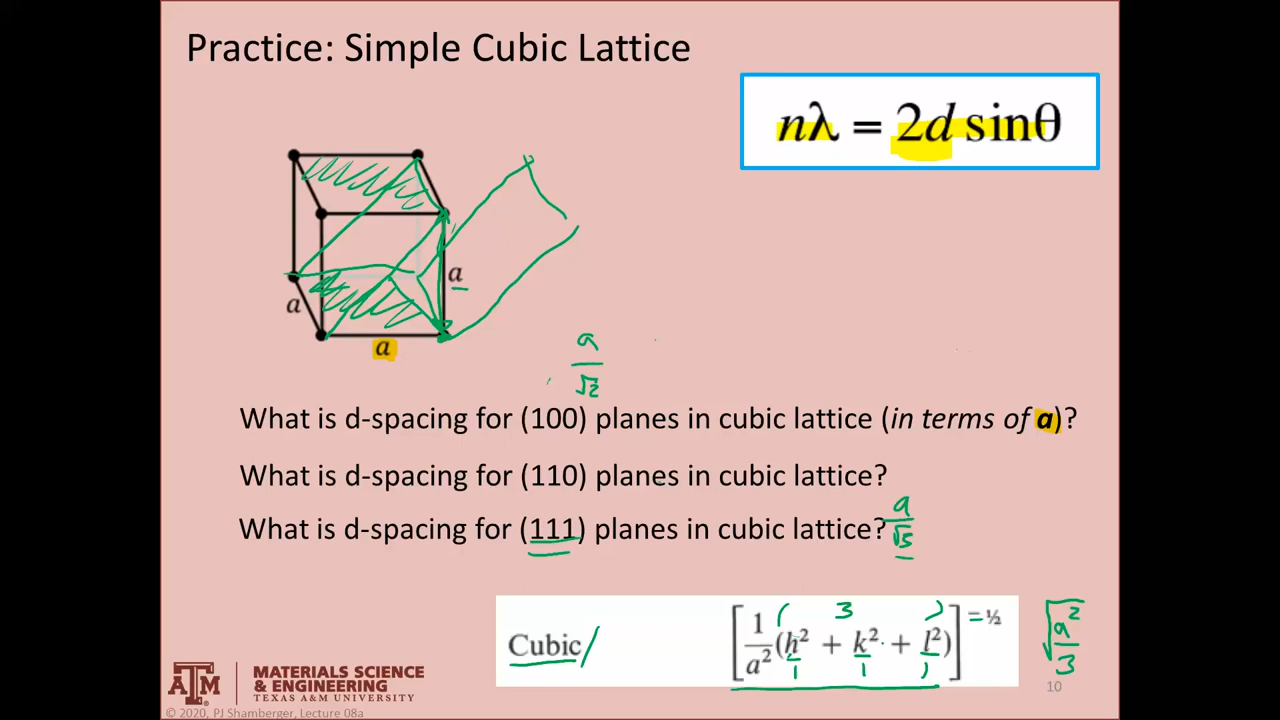 Practice: Simple Cubic Lattice
nλ = 2d sinθ
a
a
a
a/√2
What is d-spacing for (100) planes in cubic lattice (in terms of a)?
What is d-spacing for (110) planes in cubic lattice?
What is d-spacing for (111) planes in cubic lattice?
( 3 )
Cubic [1/a² (h² + k² + l²)]^-½
√a²/3
1 1 1
ATM MATERIALS SCIENCE
& ENGINEERING
TEXAS A&M UNIVERSITY
10
© 2020, PJ Shamberger, Lecture 08a